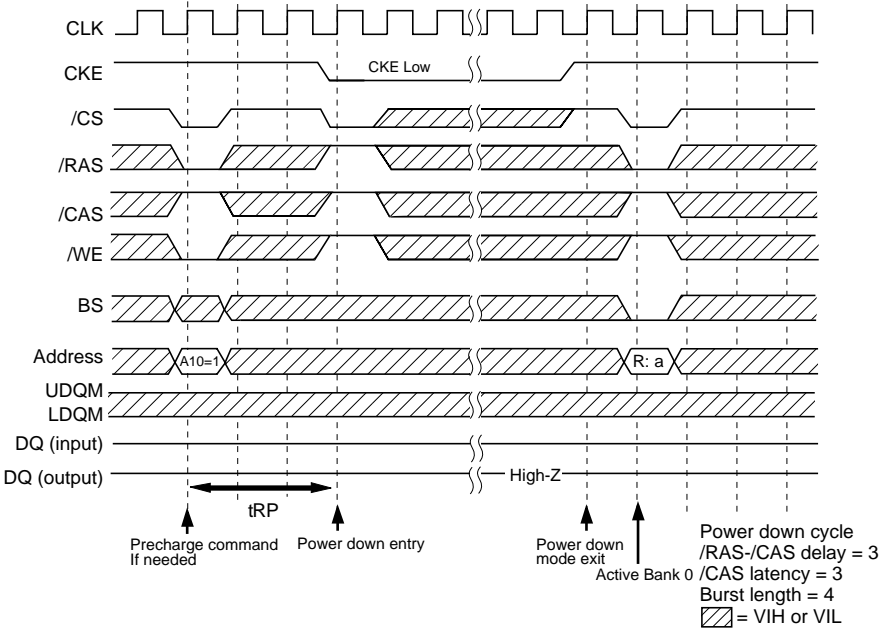 CLK
CKE
CKE Low
/CS
/RAS
/CAS
/WE
BS
Address
A10=1
R: a
UDQM
LDQM
DQ (input)
DQ (output)
High-Z
tRP
Precharge command
If needed
Power down entry
Power down
mode exit
Active Bank 0
Power down cycle
/RAS-/CAS delay = 3
/CAS latency = 3
Burst length = 4
= VIH or VIL